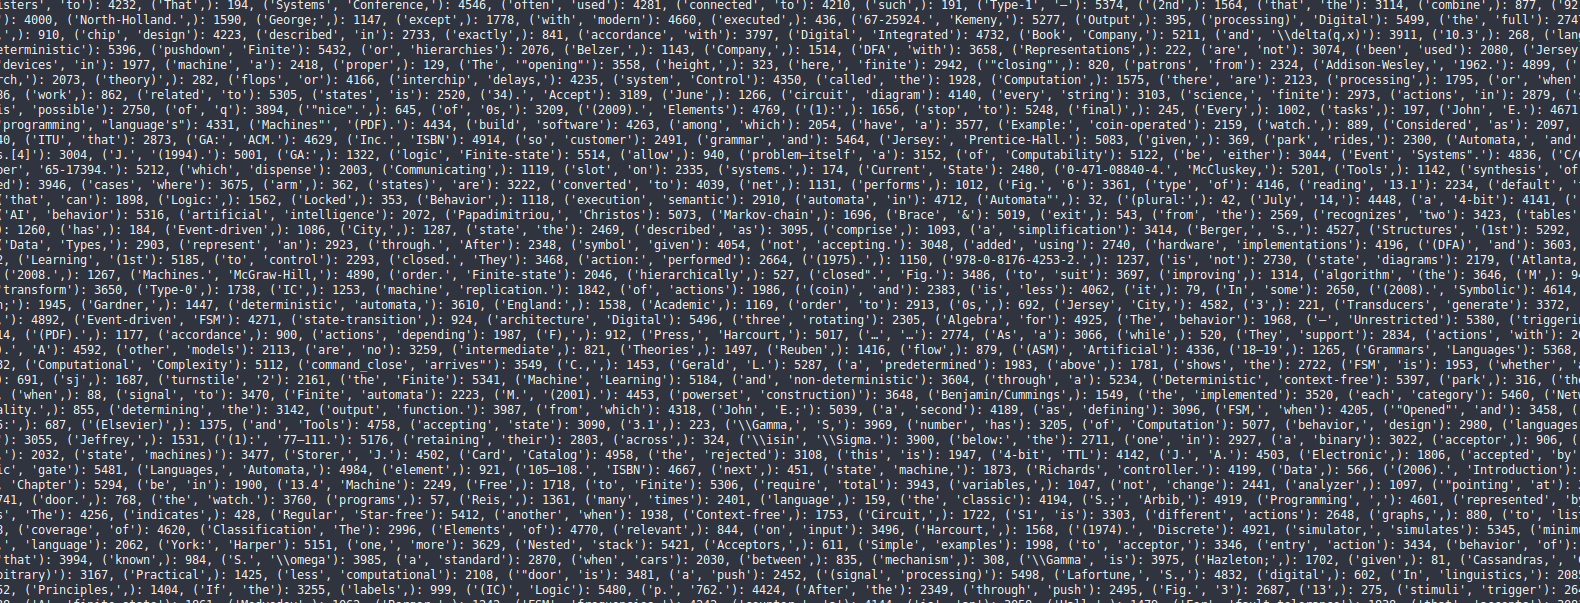 isters', 'to'): 4232, ('That',): 194, ('Systems', 'Conference,'): 4546, ('often', 'used'): 4281, ('connected', 'to'): 4210, ('such',): 191, ('Type-1', '—'): 5374, ('(2nd',): 1564, ('that', 'the'): 3114, ('combine',): 877, ('92
'): 4000, ('North-Holland.',): 1590, ('George;',): 1147, ('except',): 1778, ('with', 'modern'): 4660, ('executed',): 436, ('67-25924.', 'Kemeny,'): 5277, ('Output',): 395, ('processing)', 'Digital'): 5499, ('the', 'full'): 274
,): 910, ('chip', 'design'): 4223, ('described', 'in'): 2733, ('exactly',): 841, ('accordance', 'with'): 3797, ('Digital', 'Integrated'): 4732, ('Book', 'Company,'): 5211, ('and', '\\delta(q,x)'): 3911, ('10.3',): 268, ('lan
eterministic'): 5396, ('pushdown', 'Finite'): 5432, ('or', 'hierarchies'): 2076, ('Belzer,',): 1143, ('Company,',): 1514, ('DFA', 'with'): 3658, ('Representations',): 222, ('are', 'not'): 3074, ('been', 'used'): 2080, ('Jersey
'devices', 'in'): 1977, ('machine', 'a'): 2418, ('proper',): 129, ('The', '"opening"'): 3558, ('height,',): 323, ('here,', 'finite'): 2942, ('"closing"',): 820, ('patrons', 'from'): 2324, ('Addison-Wesley,', '1962.'): 4899, (
rch,',): 2073, ('theory)',): 282, ('flops', 'or'): 4166, ('interchip', 'delays,'): 4235, ('system', 'Control'): 4350, ('called', 'the'): 1928, ('Computation',): 1575, ('there', 'are'): 2123, ('processing',): 1795, ('or', 'when'
36, ('work',): 862, ('related', 'to'): 5305, ('states', 'is'): 2520, ('34).', 'Accept'): 3189, ('June',): 1266, ('circuit', 'diagram'): 4140, ('every', 'string'): 3103, ('science,', 'finite'): 2973, ('actions', 'in'): 2879, ('s
is', 'possible'): 2750, ('of', 'q'): 3894, ('"nice".',): 645, ('of', '0s,'): 3209, ('(2009).', 'Elements'): 4769, ('(1):',): 1656, ('stop', 'to'): 5248, ('final)',): 245, ('Every',): 1002, ('tasks',): 197, ('John', 'E.'): 4671
'programming', "language's"): 4331, ('Machines"', '(PDF).'): 4434, ('build', 'software'): 4263, ('among', 'which'): 2054, ('have', 'a'): 3577, ('Example:', 'coin-operated'): 2159, ('watch.',): 889, ('Considered', 'as'): 2097,
40, ('ITU', 'that'): 2873, ('GA:', 'ACM.'): 4629, ('Inc.', 'ISBN'): 4914, ('so', 'customer'): 2491, ('grammar', 'and'): 5464, ('Jersey:', 'Prentice-Hall.'): 5083, ('given,',): 369, ('park', 'rides,'): 2300, ('Automata,', 'and'
s.[4]'): 3004, ('J.', '(1994).'): 5001, ('GA:',): 1322, ('logic', 'Finite-state'): 5514, ('allow',): 940, ('problem—itself', 'a'): 3152, ('of', 'Computability'): 5122, ('be', 'either'): 3044, ('Event', 'Systems".'): 4836, ('C/C
per', '65-17394.'): 5212, ('which', 'dispense'): 2003, ('Communicating',): 1119, ('slot', 'on'): 2335, ('systems.',): 174, ('Current', 'State'): 2480, ('0-471-08840-4.', 'McCluskey,'): 5201, ('Tools',): 1142, ('synthesis', 'of'
ed'): 3946, ('cases', 'where'): 3675, ('arm',): 362, ('states)', 'are'): 3222, ('converted', 'to'): 4039, ('net',): 1131, ('performs',): 1012, ('Fig.', '6'): 3361, ('type', 'of'): 4146, ('reading', '13.1'): 2234, ('default', '
('that', 'can'): 1898, ('Logic:',): 1562, ('Locked',): 353, ('Behavior',): 1118, ('execution', 'semantic'): 2910, ('automata', 'in'): 4712, ('Automata"',): 32, ('(plural:',): 42, ('July', '14,'): 4448, ('a', '4-bit'): 4141, ('
('AI', 'behavior'): 5316, ('artificial', 'intelligence'): 2072, ('Papadimitriou,', 'Christos'): 5073, ('Markov-chain',): 1696, ('Brace', '&'): 5019, ('exit',): 543, ('from', 'the'): 2569, ('recognizes', 'two'): 3423, ('tables'
: 1260, ('has',): 184, ('Event-driven',): 1086, ('City,',): 1287, ('state', 'the'): 2469, ('described', 'as'): 3095, ('comprise',): 1093, ('a', 'simplification'): 3414, ('Berger,', 'S.,'): 4527, ('Structures', '(1st'): 5292,
('Data', 'Types,'): 2903, ('represent', 'an'): 2923, ('through.', 'After'): 2348, ('symbol', 'given'): 4054, ('not', 'accepting.'): 3048, ('added', 'using'): 2740, ('hardware', 'implementations'): 4196, ('(DFA)', 'and'): 3603,
2, ('Learning', '(1st'): 5185, ('to', 'control'): 2293, ('closed.', 'They'): 3468, ('action:', 'performed'): 2664, ('(1975).',): 1150, ('978-0-8176-4253-2.',): 1237, ('is', 'not'): 2730, ('state', 'diagrams'): 2179, ('Atlanta,
('2008.',): 1267, ('Machines.', 'McGraw-Hill,'): 4890, ('order.', 'Finite-state'): 2046, ('hierarchically',): 527, ('closed".', 'Fig.'): 3486, ('to', 'suit'): 3697, ('improving',): 1314, ('algorithm', '(the'): 3646, ('M', 9
'transform'): 3650, ('Type-0',): 1738, ('IC',): 1253, ('machine', 'replication.'): 1842, ('of', 'actions'): 1986, ('(coin)', 'and'): 2383, ('is', 'less'): 4062, ('it',): 79, ('In', 'some'): 2650, ('(2008).', 'Symbolic'): 4614,
n;'): 1945, ('Gardner,',): 1447, ('deterministic', 'automata,'): 3610, ('England:',): 1538, ('Academic',): 1169, ('order', 'to'): 2913, ('0s,',): 692, ('Jersey', 'City,'): 4582, ('3',): 221, ('Transducers', 'generate'): 3372,
'): 4892, ('Event-driven', 'FSM'): 4271, ('state-transition',): 924, ('architecture', 'Digital'): 5496, ('three', 'rotating'): 2305, ('Algebra', 'for'): 4925, ('The', 'behavior'): 1968, ('—', 'Unrestricted'): 5380, ('triggerin
14, ('(PDF).',): 1177, ('accordance',): 900, ('actions', 'depending'): 1987, ('F),',): 912, ('Press,', 'Harcourt,'): 5017, ('…', '…'): 2774, ('As', 'a'): 3066, ('while',): 520, ('They', 'support'): 2834, ('actions', 'with'): 2
).', 'A'): 4592, ('other', 'models'): 2113, ('are', 'no'): 3259, ('intermediate',): 821, ('Theories',): 1497, ('Reuben',): 1416, ('flow',): 879, ('(ASM)', 'Artificial'): 4336, ('18–19',): 1265, ('Grammars', 'Languages'): 5368,
32, ('Computational', 'Complexity'): 5112, ('command_close', 'arrives"'): 3549, ('C.,',): 1453, ('Gerald', 'L.'): 5287, ('a', 'predetermined'): 1983, ('above',): 1781, ('shows', 'the'): 2722, ('FSM', 'is'): 1953, ('whether', '
: 691, ('sj',): 1687, ('turnstile', '2'): 2161, ('the', 'Finite'): 5341, ('Machine', 'Learning'): 5184, ('and', 'non-deterministic'): 3604, ('through', 'a'): 5234, ('Deterministic', 'context-free'): 5397, ('park',): 316, ('the
, ('when',): 88, ('signal', 'to'): 3470, ('Finite', 'automata'): 2223, ('M.', '(2001).'): 4453, ('powerset', 'construction)'): 3648, ('Benjamin/Cummings',): 1549, ('the', 'implemented'): 3520, ('each', 'category'): 5460, ('Net
ality.',): 855, ('determining', 'the'): 3142, ('output', 'function.'): 3987, ('from', 'which'): 4318, ('John', 'E.;'): 5039, ('a', 'second'): 4189, ('as', 'defining'): 3096, ('FSM,', 'when'): 4205, ('"Opened"', 'and'): 3458, (
5:',): 687, ('(Elsevier)',): 1375, ('and', 'Tools'): 4758, ('accepting', 'state'): 3090, ('3.1',): 223, ('\\Gamma,', 'S,'): 3969, ('number', 'has'): 3205, ('of', 'Computation'): 5077, ('behavior,', 'design'): 2980, ('languages
'): 3055, ('Jeffrey,',): 1531, ('(1):', '77–111.'): 5176, ('retaining', 'their'): 2803, ('across',): 324, ('\\isin', '\\Sigma.'): 3900, ('below:', 'the'): 2711, ('one', 'in'): 2927, ('a', 'binary'): 3022, ('acceptor',): 906, (
,): 2032, ('state', 'machines)'): 3477, ('Storer,', 'J.'): 4502, ('Card', 'Catalog'): 4958, ('the', 'rejected'): 3108, ('this', 'is'): 1947, ('4-bit', 'TTL'): 4142, ('J.', 'A.'): 4503, ('Electronic',): 1806, ('accepted', 'by'
ic', 'gate'): 5481, ('Languages,', 'Automata,'): 4984, ('element',): 921, ('105–108.', 'ISBN'): 4667, ('next',): 451, ('state', 'machine,'): 1873, ('Richards', 'controller.'): 4199, ('Data',): 566, ('(2006).', 'Introduction'):
, 'Chapter'): 5294, ('be', 'in'): 1900, ('13.4', 'Machine'): 2249, ('Free',): 1718, ('to', 'Finite'): 5306, ('require', 'total'): 3943, ('variables,',): 1047, ('not', 'change'): 2441, ('analyzer',): 1097, ('"pointing', 'at'):
741, ('door.',): 768, ('the', 'watch.'): 3760, ('programs',): 57, ('Reis,',): 1361, ('many', 'times'): 2401, ('language',): 159, ('the', 'classic'): 4194, ('S.;', 'Arbib,'): 4919, ('Programming', ','): 4601, ('represented', 'by
s, 'The'): 4256, ('indicates',): 428, ('Regular', 'Star-free'): 5412, ('another', 'when'): 1938, ('Context-free',): 1753, ('Circuit,',): 1722, ('S1', 'is'): 3303, ('different', 'actions'): 2648, ('graphs,',): 880, ('to', 'list
8, ('coverage', 'of'): 4620, ('Classification', 'The'): 2996, ('Elements', 'of'): 4770, ('relevant',): 844, ('on', 'input'): 3496, ('Harcourt,',): 1568, ('(1974).', 'Discrete'): 4921, ('simulator,', 'simulates'): 5345, ('minim
, 'language'): 2062, ('York:', 'Harper'): 5151, ('one,', 'more'): 3629, ('Nested', 'stack'): 5421, ('Acceptors,',): 611, ('Simple', 'examples'): 1998, ('to', 'acceptor,'): 3346, ('entry', 'action'): 3434, ('behavior', 'of'):
'that'): 3994, ('known',): 984, ('S.', '\\omega'): 3985, ('a', 'standard'): 2870, ('when', 'cars'): 2030, ('between',): 835, ('mechanism',): 308, ('\\Gamma', 'is'): 3975, ('Hazleton;',): 1702, ('given',): 81, ('Cassandras,', '
bitrary)'): 3167, ('Practical',): 1425, ('less', 'computational'): 2108, ('"door', 'is'): 3481, ('a', 'push'): 2452, ('(signal', 'processing)'): 5498, ('Lafortune,', 'S.,'): 4832, ('digital',): 602, ('In', 'linguistics,'): 208
52, ('Principles,',): 1404, ('If', 'the'): 3255, ('labels',): 999, ('(IC)', 'Logic'): 5480, ('p.', '762.'): 4424, ('After', 'the'): 2349, ('through', 'push'): 2495, ('Fig.', '3'): 2687, ('13',): 275, ('stimuli', 'trigger'): 264